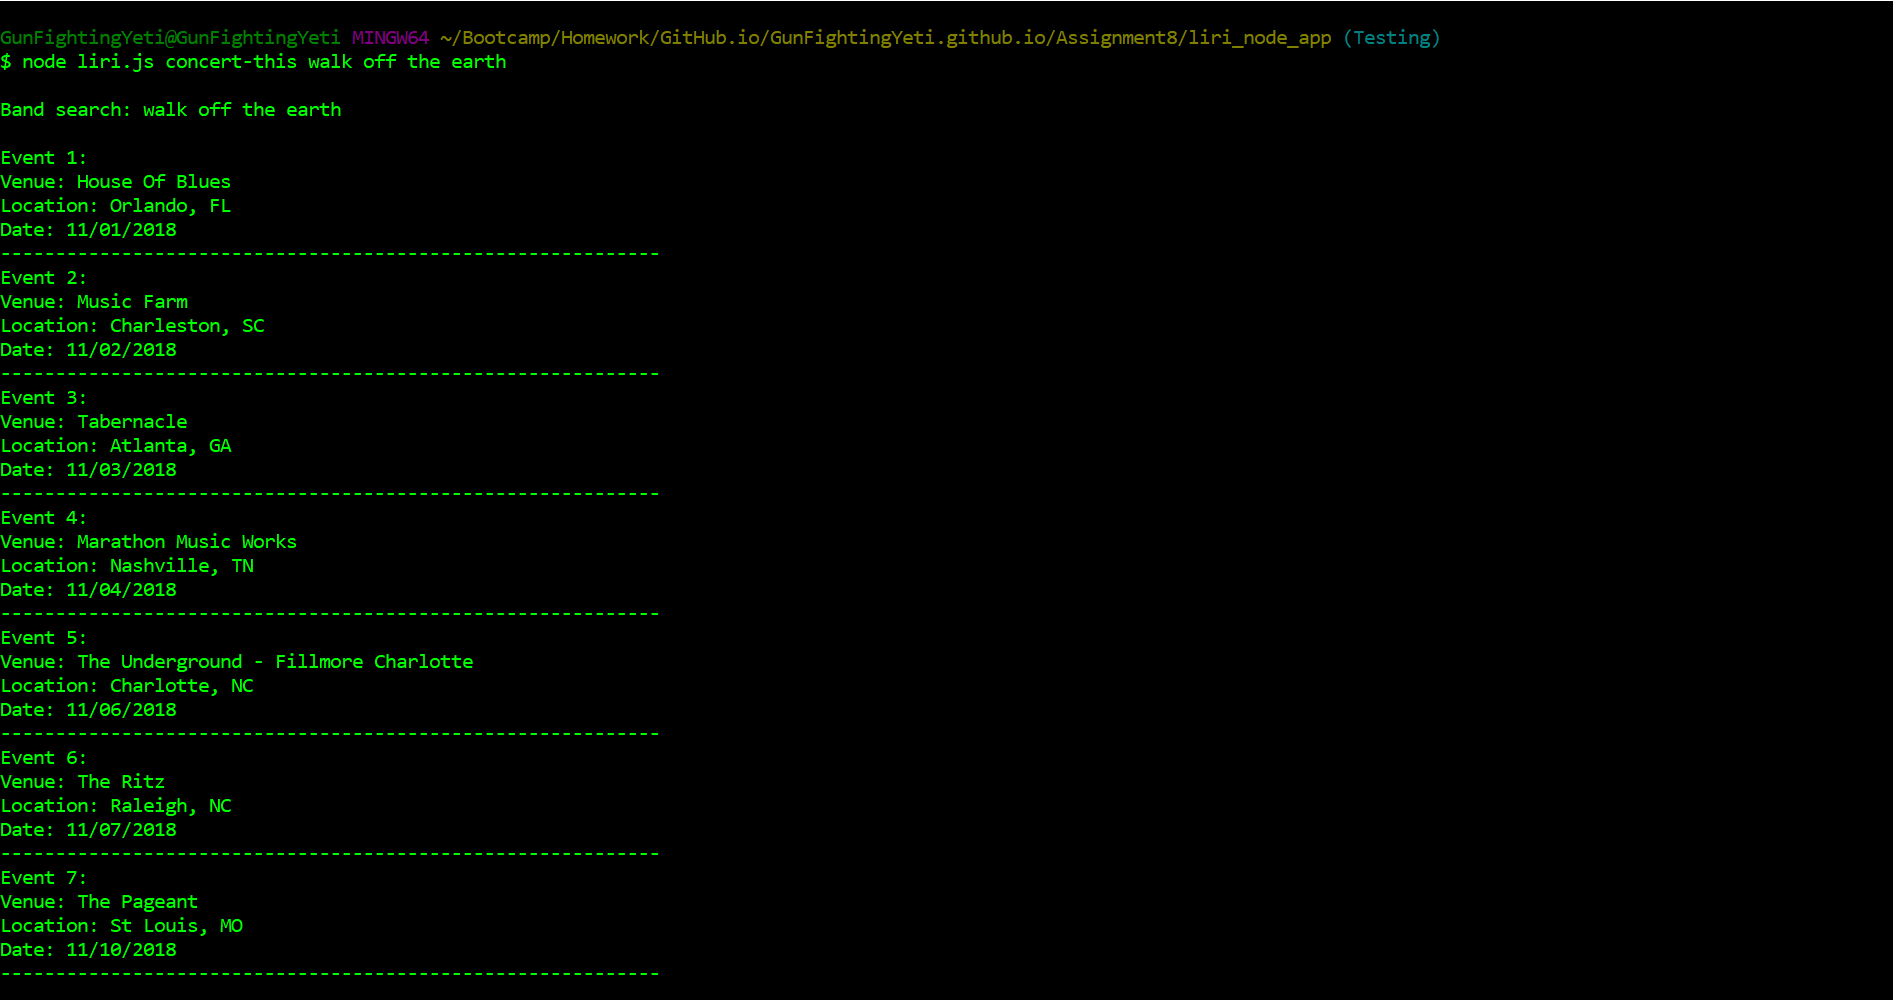 GunFightingYeti@GunFightingYeti MINGW64 ~/Bootcamp/Homework/GitHub.io/GunFightingYeti.github.io/Assignment8/liri_node_app (Testing)
$ node liri.js concert-this walk off the earth
Band search: walk off the earth
Event 1:
Venue: House Of Blues
Location: Orlando, FL
Date: 11/01/2018
------------------------------------------------------------
Event 2:
Venue: Music Farm
Location: Charleston, SC
Date: 11/02/2018
------------------------------------------------------------
Event 3:
Venue: Tabernacle
Location: Atlanta, GA
Date: 11/03/2018
------------------------------------------------------------
Event 4:
Venue: Marathon Music Works
Location: Nashville, TN
Date: 11/04/2018
------------------------------------------------------------
Event 5:
Venue: The Underground - Fillmore Charlotte
Location: Charlotte, NC
Date: 11/06/2018
------------------------------------------------------------
Event 6:
Venue: The Ritz
Location: Raleigh, NC
Date: 11/07/2018
------------------------------------------------------------
Event 7:
Venue: The Pageant
Location: St Louis, MO
Date: 11/10/2018
------------------------------------------------------------